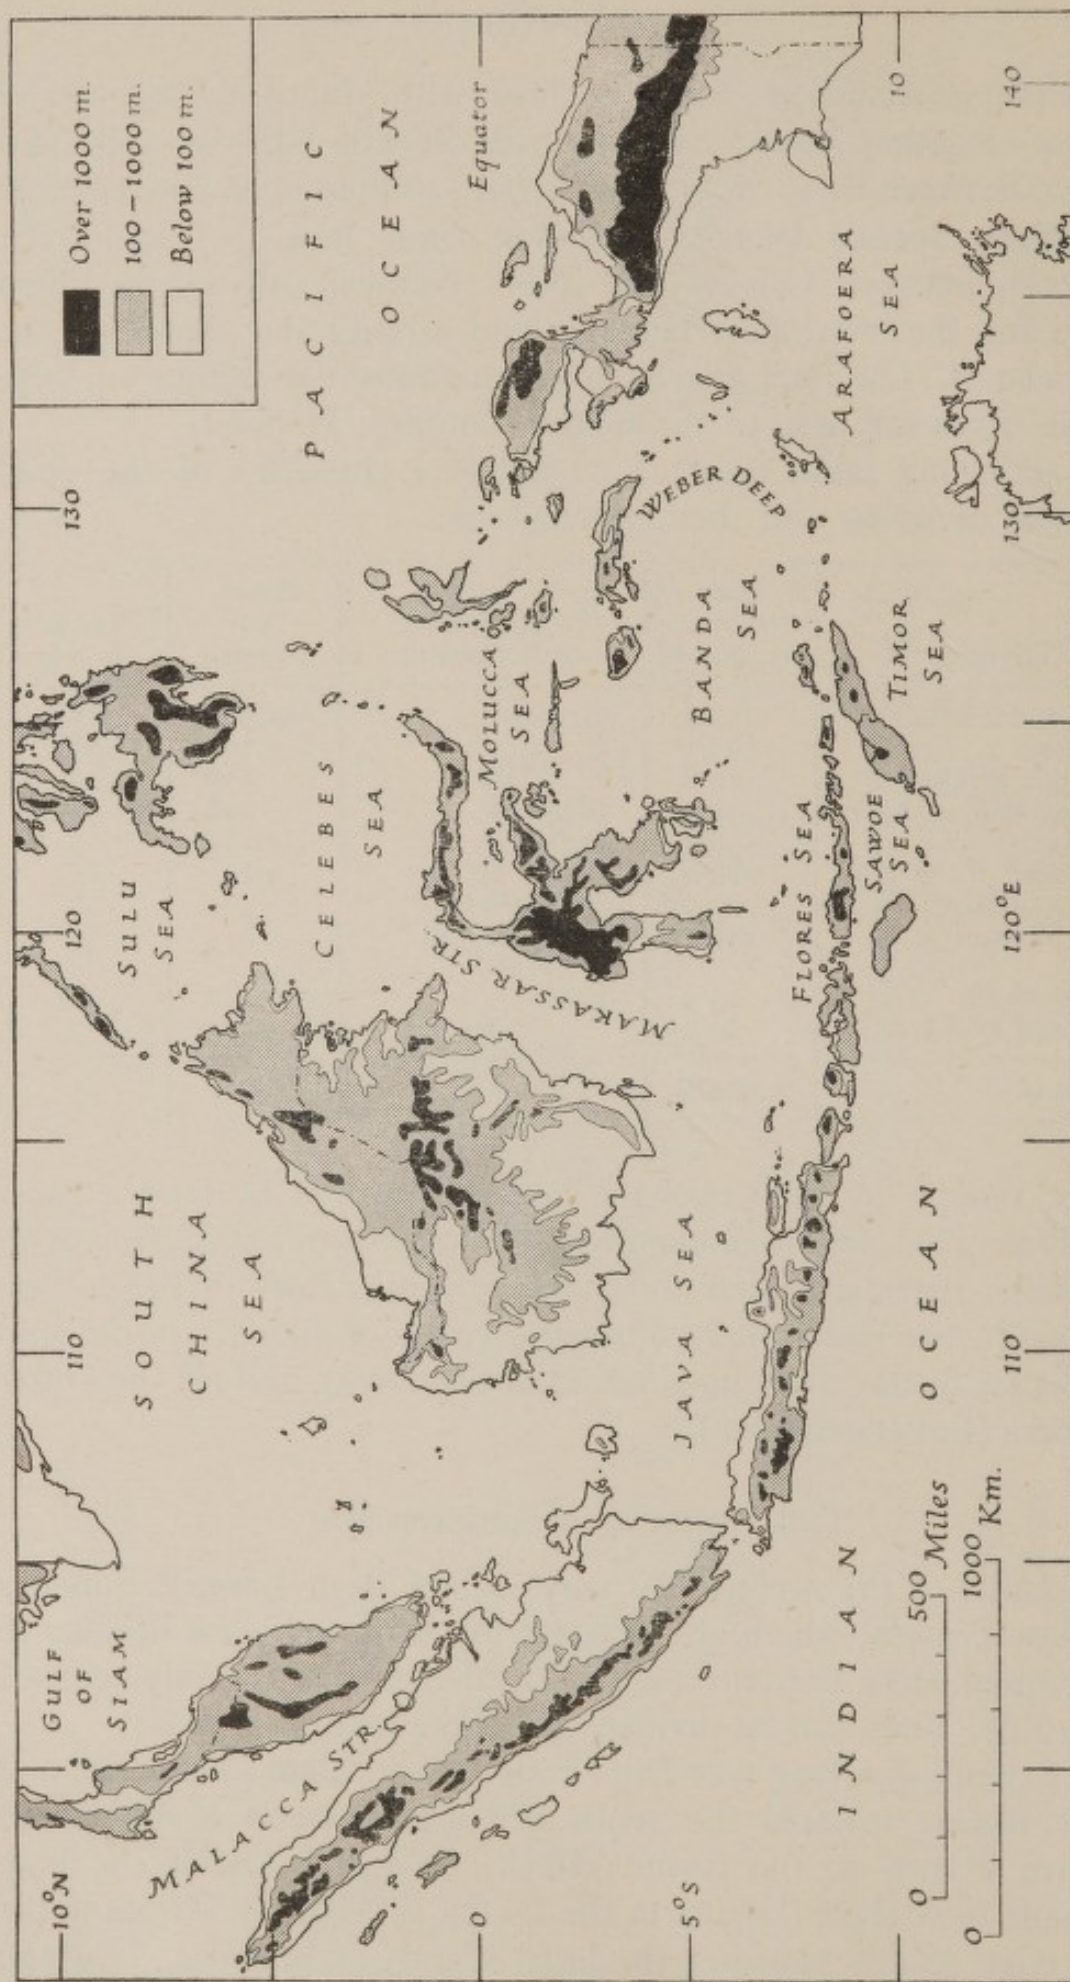 Over 1000 m.
100 – 1000 m.
Below 100 m.
10°N
120
130
110
GULF
OF
SIAM
SOUTH
CHINA
SEA
SULU
SEA
PACIFIC
OCEAN
CELEBES
SEA
MALACCA STR.
Equator
0
MAKASSAR STR.
MOLUCCA
SEA
WEBER DEEP
5°S
JAVA SEA
BANDA
SEA
FLORES SEA
SAWOE
SEA
TIMOR
SEA
ARAFOERA
SEA
10
INDIAN OCEAN
0 500 Miles
0 1000 Km.
110
120°E
130
140